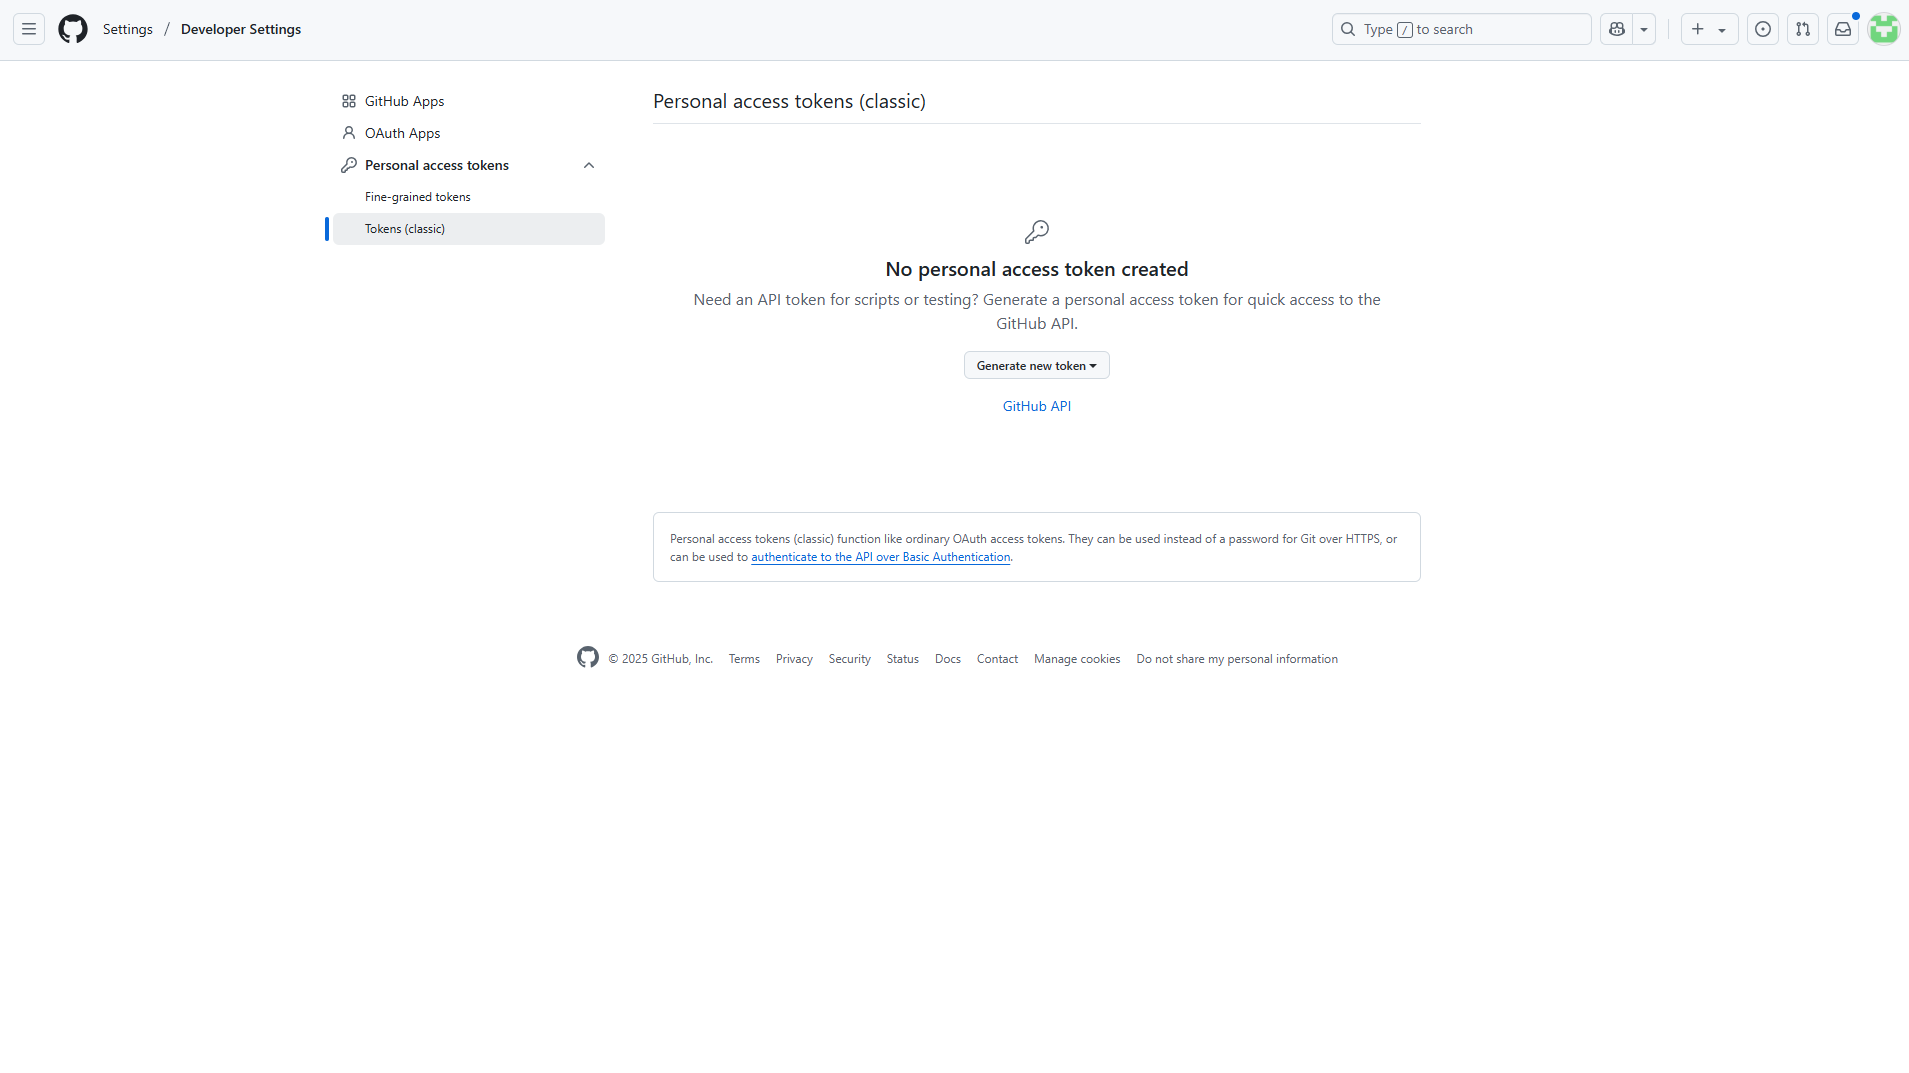 Settings / Developer Settings
Type / to search
GitHub Apps
OAuth Apps
Personal access tokens
Fine-grained tokens
Tokens (classic)
Personal access tokens (classic)
No personal access token created
Need an API token for scripts or testing? Generate a personal access token for quick access to the
GitHub API.
Generate new token
GitHub API
Personal access tokens (classic) function like ordinary OAuth access tokens. They can be used instead of a password for Git over HTTPS, or
can be used to authenticate to the API over Basic Authentication.
© 2025 GitHub, Inc. Terms Privacy Security Status Docs Contact Manage cookies Do not share my personal information